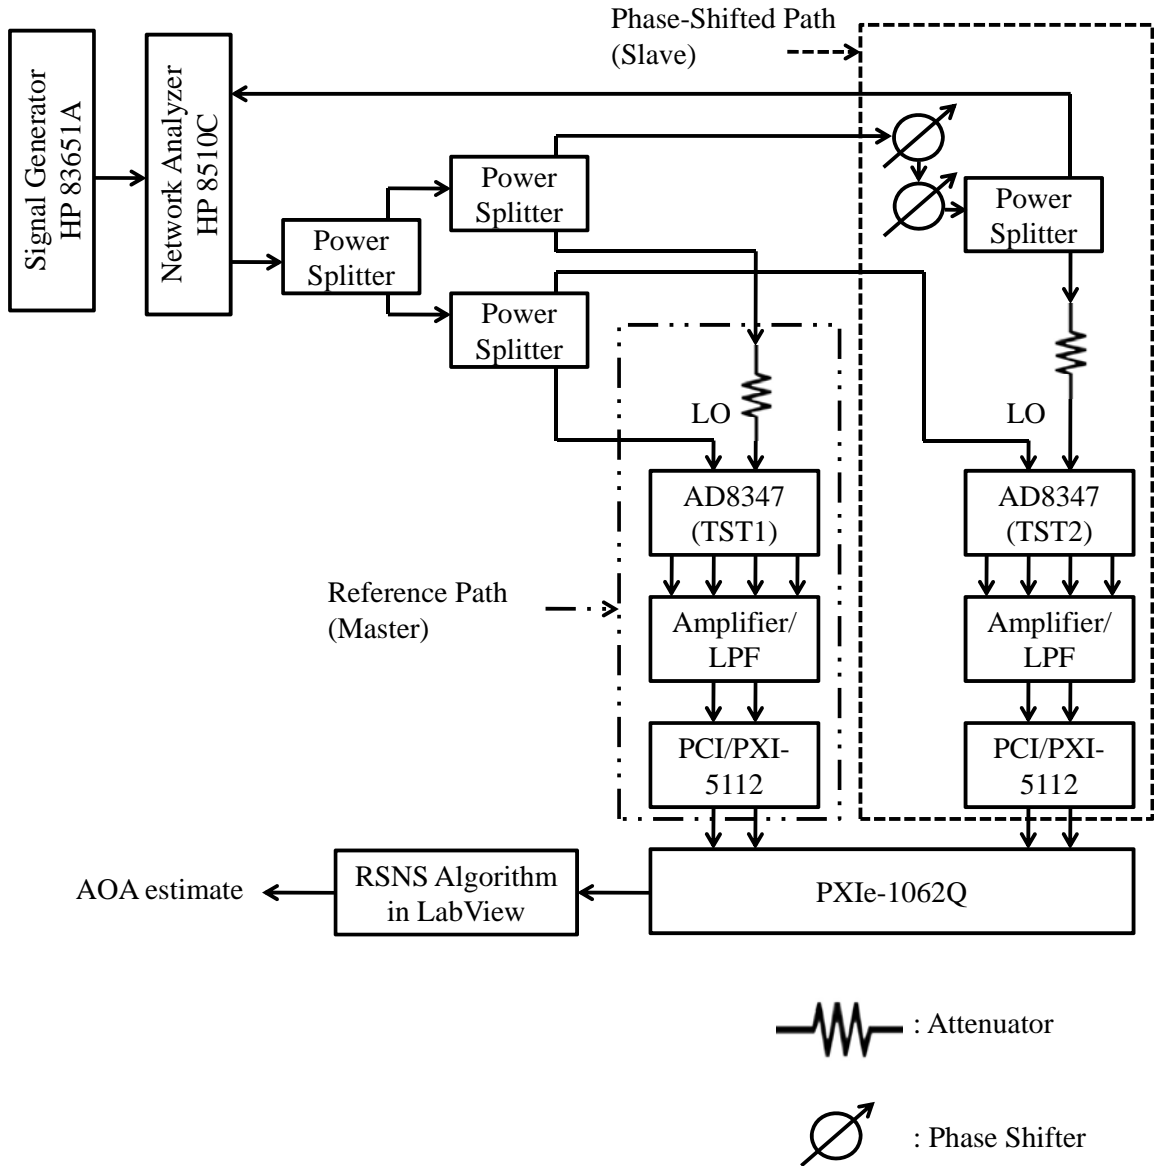 Phase-Shifted Path
(Slave)
Signal Generator
HP 83651A
Network Analyzer
HP 8510C
Power
Splitter
Power
Splitter
Power
Splitter
Power
Splitter
LO
LO
AD8347
(TST1)
AD8347
(TST2)
Reference Path
(Master)
Amplifier/
LPF
Amplifier/
LPF
PCI/PXI-
5112
PCI/PXI-
5112
AOA estimate
RSNS Algorithm
in LabView
PXIe-1062Q
: Attenuator
: Phase Shifter